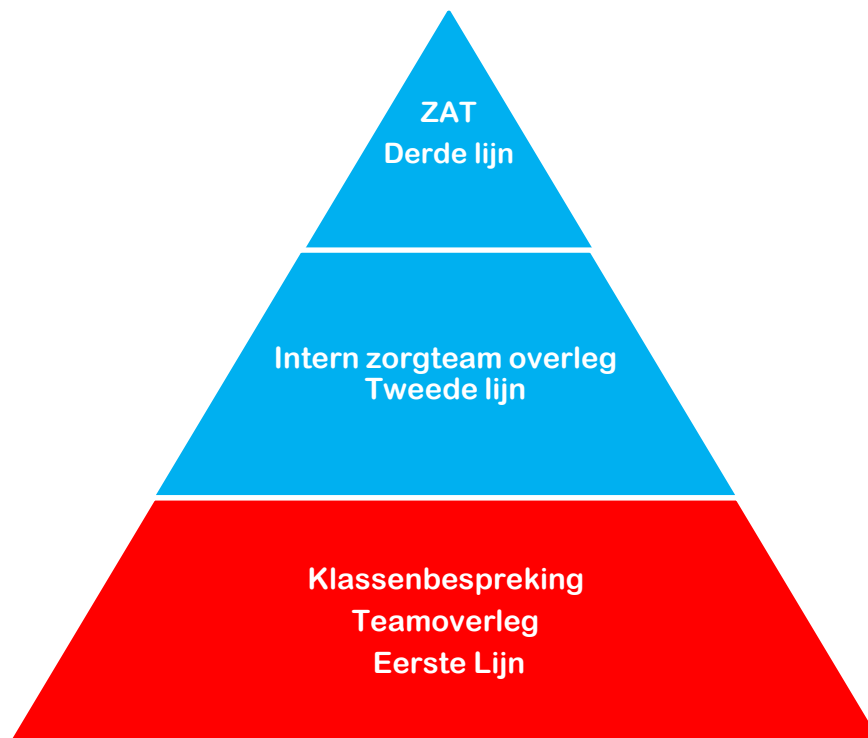 ZAT
Derde lijn
Intern zorgteam overleg
Tweede lijn
Klassenbespreking
Teamoverleg
Eerste Lijn